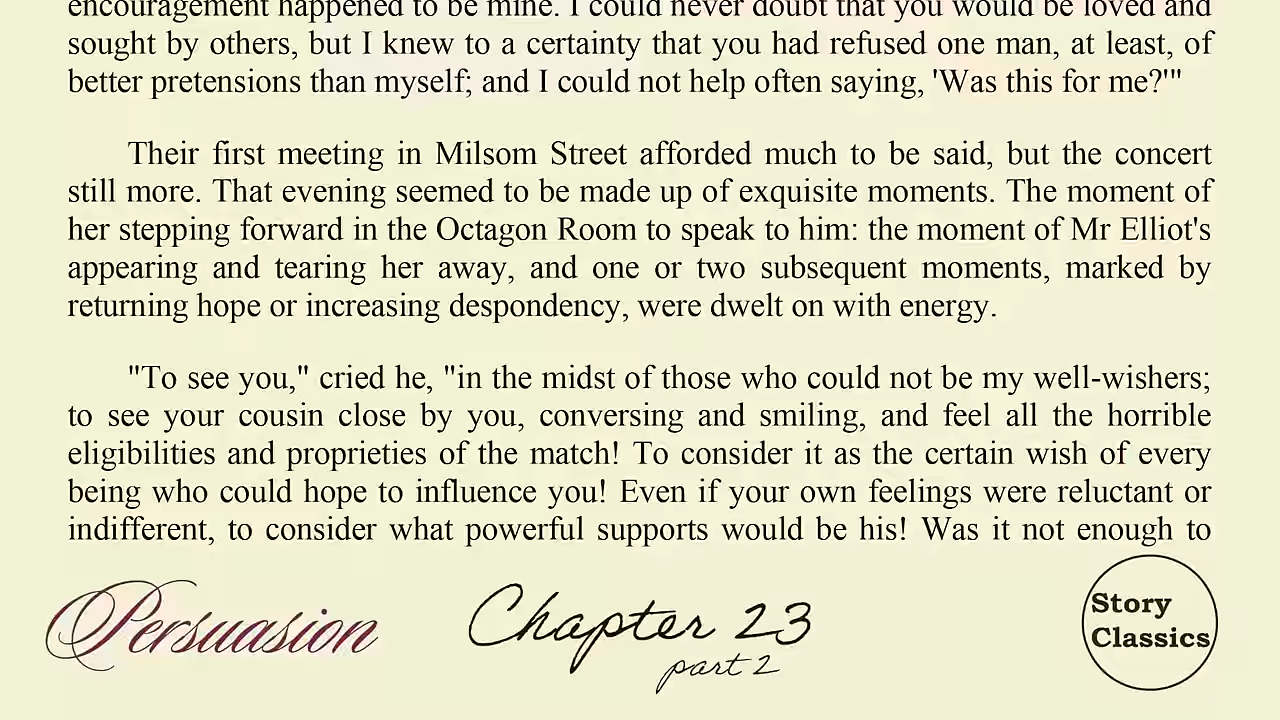 encouragement happened to be mine. I could never doubt that you would be loved and
sought by others, but I knew to a certainty that you had refused one man, at least, of
better pretensions than myself; and I could not help often saying, 'Was this for me?'"
Their first meeting in Milsom Street afforded much to be said, but the concert
still more. That evening seemed to be made up of exquisite moments. The moment of
her stepping forward in the Octagon Room to speak to him: the moment of Mr Elliot's
appearing and tearing her away, and one or two subsequent moments, marked by
returning hope or increasing despondency, were dwelt on with energy.
"To see you," cried he, "in the midst of those who could not be my well-wishers;
to see your cousin close by you, conversing and smiling, and feel all the horrible
eligibilities and proprieties of the match! To consider it as the certain wish of every
being who could hope to influence you! Even if your own feelings were reluctant or
indifferent, to consider what powerful supports would be his! Was it not enough to
Persuasion
Chapter 23
part 2
Story
Classics